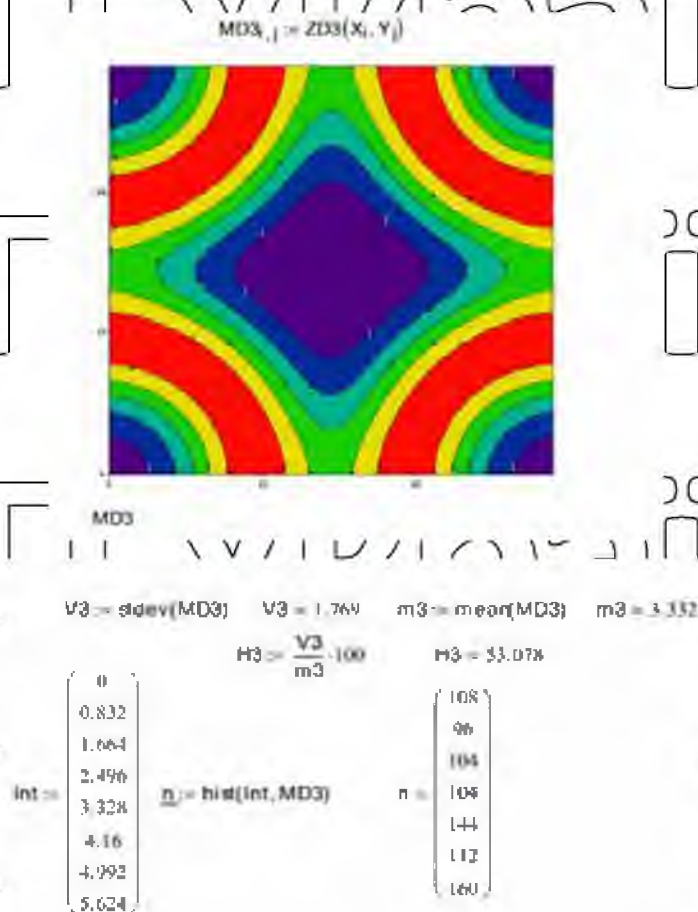 MD3i,j := ZD3(Xi, Yj)
MD3
V3 := stdev(MD3) V3 = 1.769 m3 := mean(MD3) m3 = 3.332
H3 := V3/m3 ·100 H3 = 53.078
int :=
0
0.832
1.664
2.496
3.328
4.16
4.992
5.624
n := hist(int, MD3)
n =
108
96
104
104
144
112
160